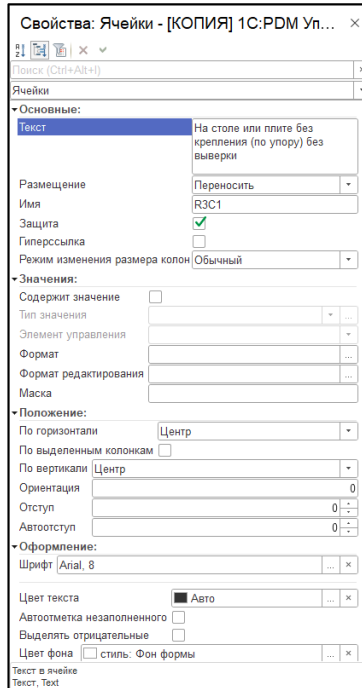 Свойства: Ячейки - [КОПИЯ] 1С:PDM Уп... ×
Поиск (Ctrl+Alt+I)
Ячейки
Основные:
Текст На столе или плите без
крепления (по упору) без
выверки
Размещение Переносить
Имя R3C1
Защита
Гиперссылка
Режим изменения размера колон Обычный
Значения:
Содержит значение
Тип значения
Элемент управления
Формат
Формат редактирования
Маска
Положение:
По горизонтали Центр
По выделенным колонкам
По вертикали Центр
Ориентация 0
Отступ 0
Автоотступ 0
Оформление:
Шрифт Arial, 8
Цвет текста Авто
Автоотметка незаполненного
Выделять отрицательные
Цвет фона стиль: Фон формы
Текст в ячейке
Текст, Text